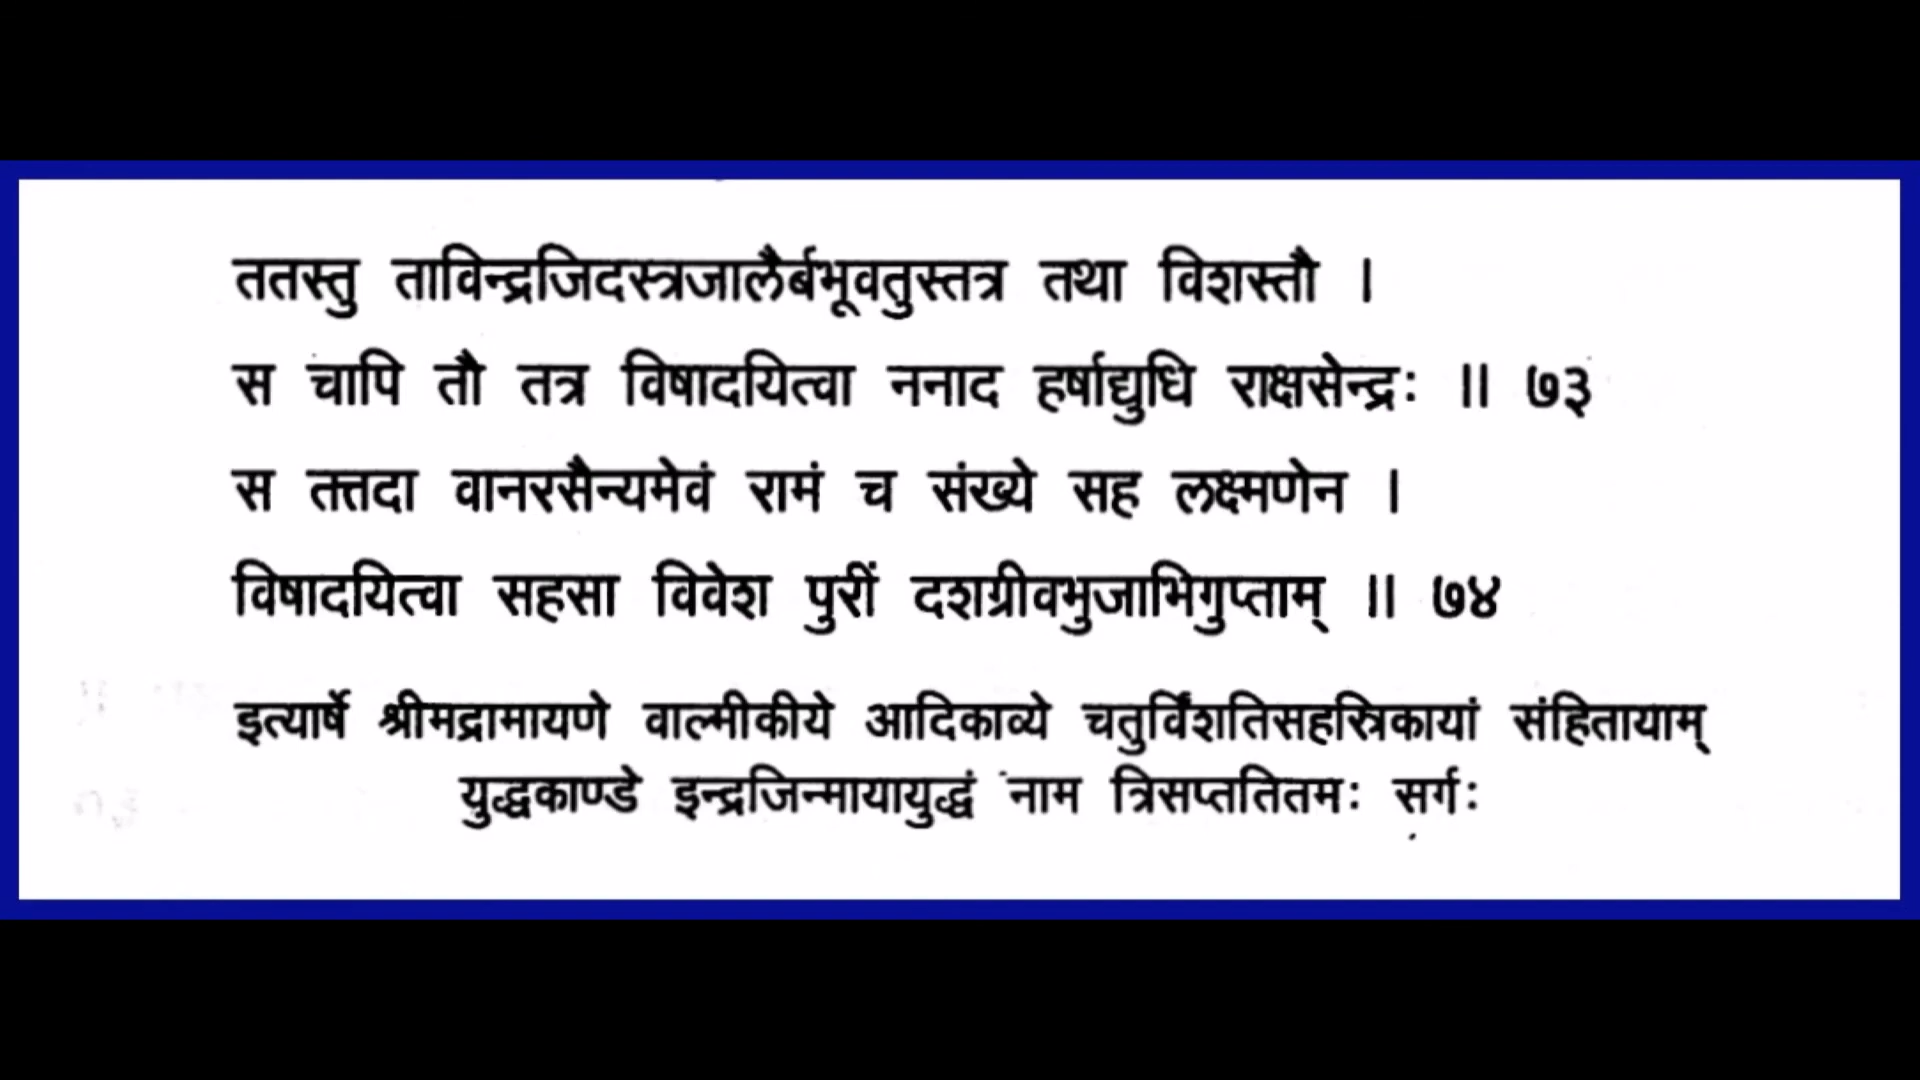 ततस्तु ताविन्द्रजिदस्त्रजालैर्बभूवतुस्तत्र तथा विशस्तौ ।
स चापि तौ तत्र विषादयित्वा ननाद हर्षाद्युधि राक्षसेन्द्रः ॥ ७३
स तत्तदा वानरसैन्यमेवं रामं च संख्ये सह लक्ष्मणेन ।
विषादयित्वा सहसा विवेश पुरीं दशग्रीवभुजाभिगुप्ताम् ॥ ७४
इत्यार्षे श्रीमद्रामायणे वाल्मीकीये आदिकाव्ये चतुर्विंशतिसहस्रिकायां संहितायाम्
युद्धकाण्डे इन्द्रजिन्मायायुद्धं नाम त्रिसप्ततितमः सर्गः